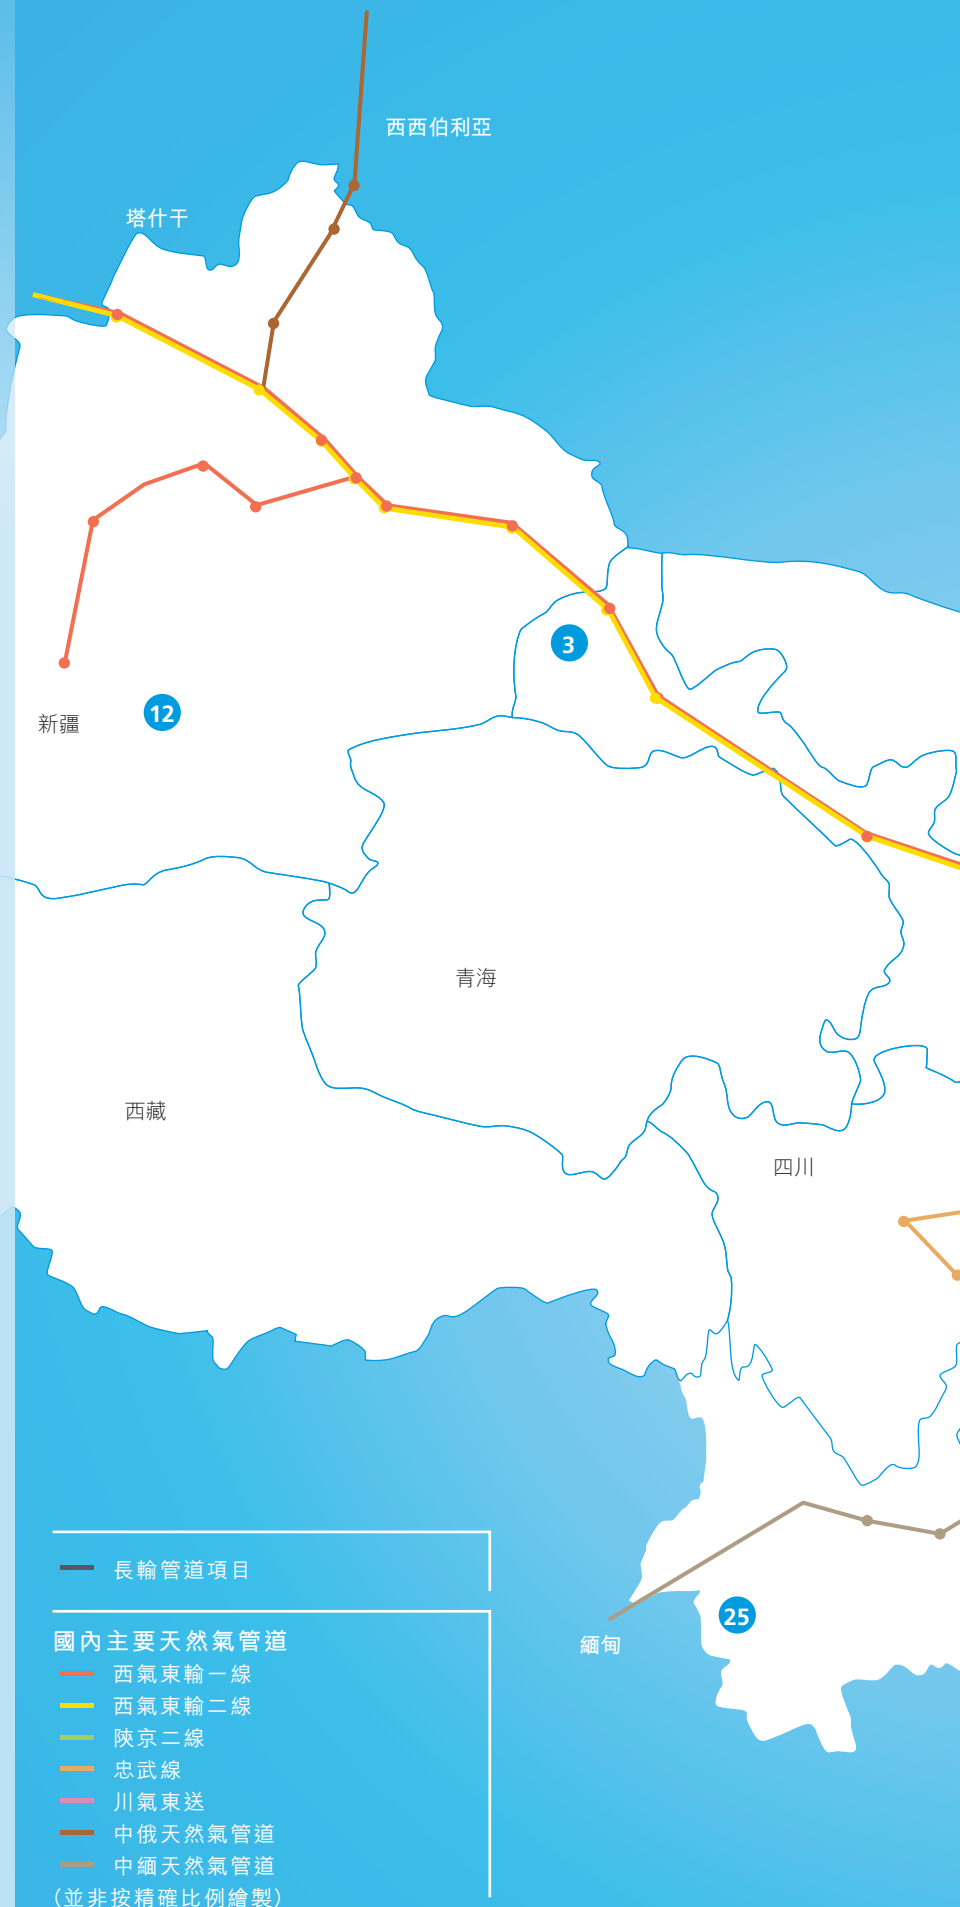 西西伯利亞
塔什干
3
12
新疆
青海
西藏
四川
25
緬甸
長輸管道項目
國內主要天然氣管道
西氣東輸一線
西氣東輸二線
陝京二線
忠武線
川氣東送
中俄天然氣管道
中緬天然氣管道
（並非按精確比例繪製）